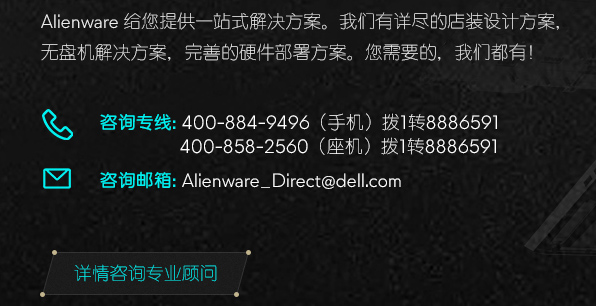 Alienware 给您提供一站式解决方案。我们有详尽的店装设计方案，
无盘机解决方案，完善的硬件部署方案。您需要的，我们都有！
咨询专线: 400-884-9496（手机）拨1转8886591
400-858-2560（座机）拨1转8886591
咨询邮箱: Alienware_Direct@dell.com
详情咨询专业顾问